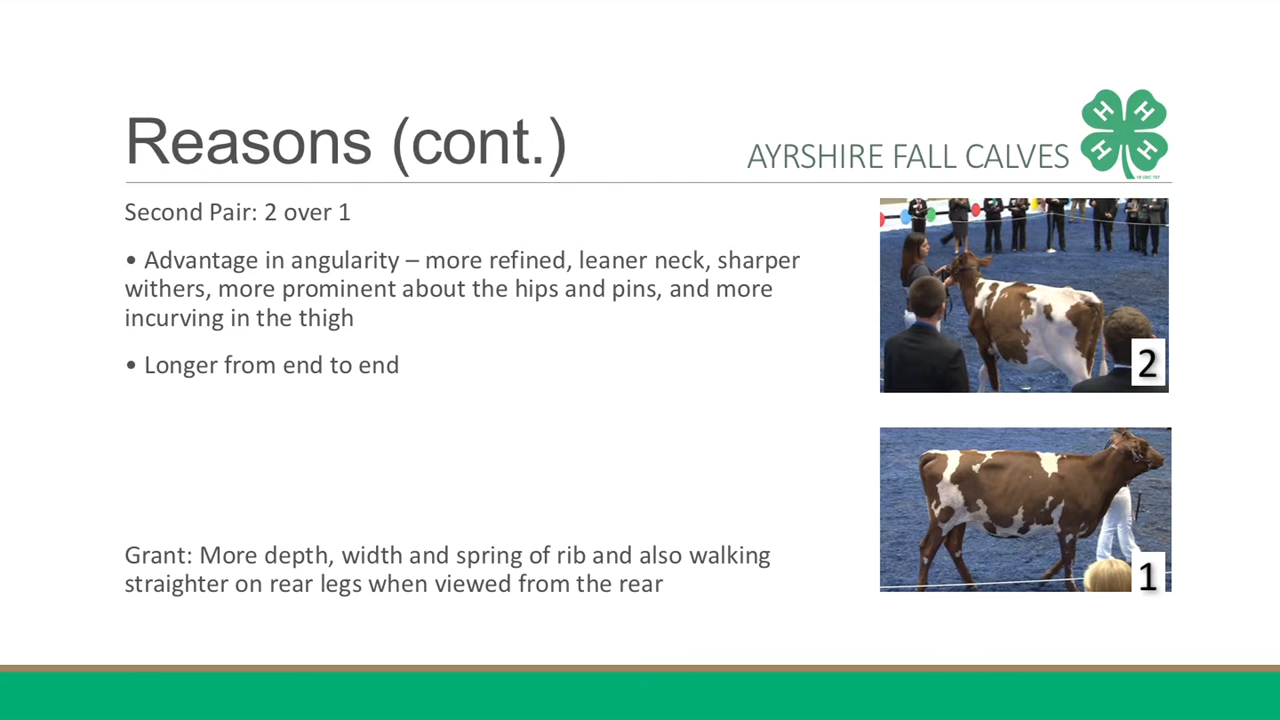 Reasons (cont.)
AYRSHIRE FALL CALVES
H H
H H
Second Pair: 2 over 1
• Advantage in angularity – more refined, leaner neck, sharper
withers, more prominent about the hips and pins, and more
incurving in the thigh
• Longer from end to end
2
1
Grant: More depth, width and spring of rib and also walking
straighter on rear legs when viewed from the rear